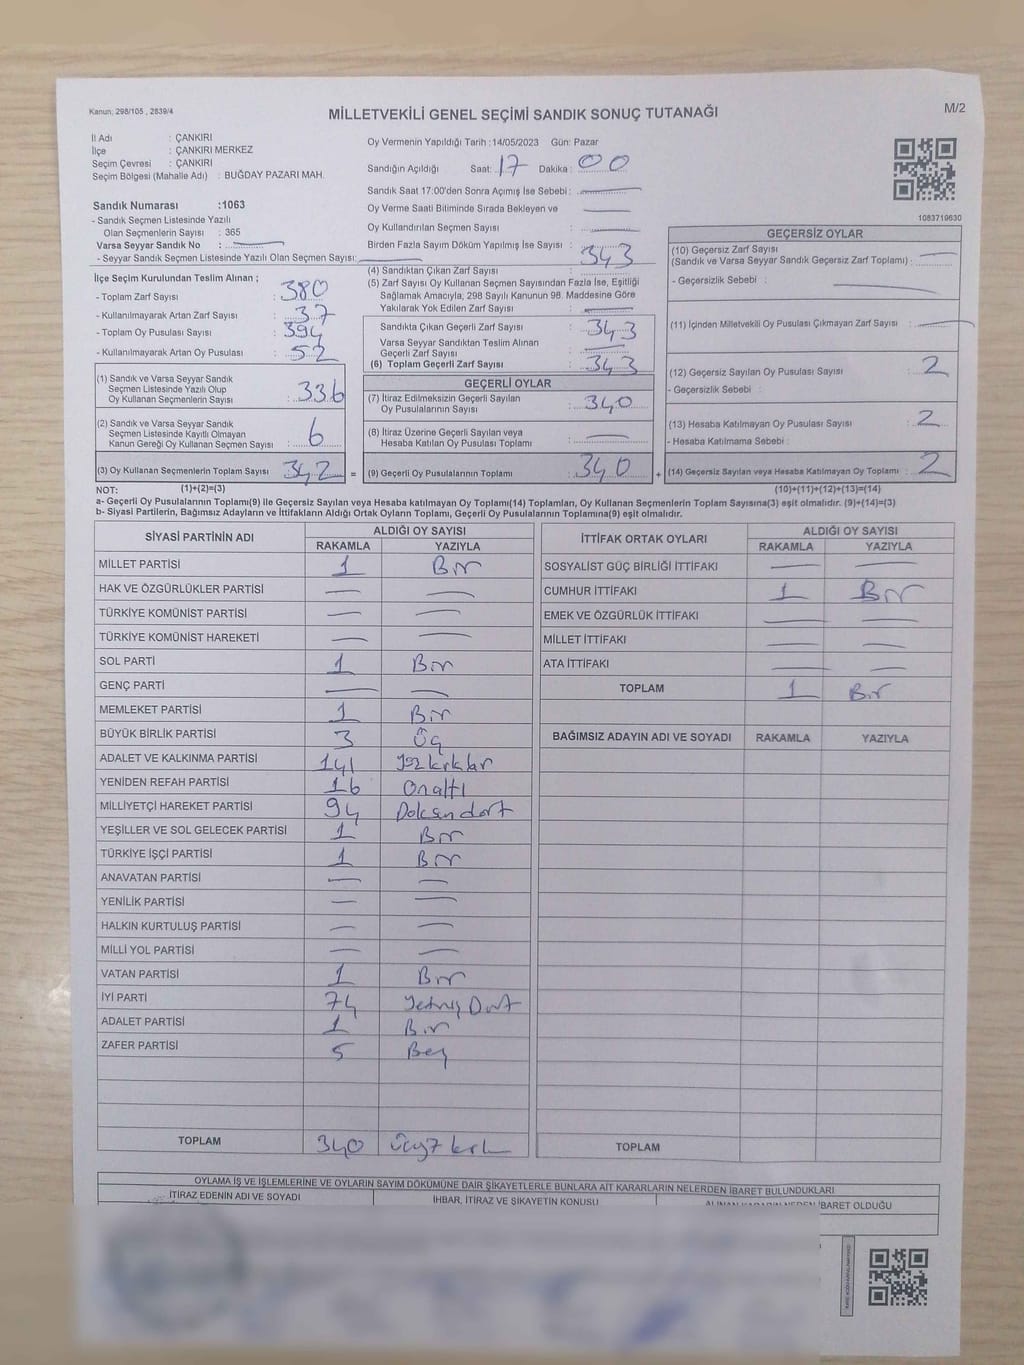 Kanun: 298/105 , 2839/4
MİLLETVEKİLİ GENEL SEÇİMİ SANDIK SONUÇ TUTANAĞI
M/2
İl Adı : ÇANKIRI
İlçe : ÇANKIRI MERKEZ
Seçim Çevresi : ÇANKIRI
Seçim Bölgesi (Mahalle Adı) : BUĞDAY PAZARI MAH.
Sandık Numarası :1063
- Sandık Seçmen Listesinde Yazılı
Olan Seçmenlerin Sayısı : 365
Varsa Seyyar Sandık No :
- Seyyar Sandık Seçmen Listesinde Yazılı Olan Seçmen Sayısı:
Oy Vermenin Yapıldığı Tarih :14/05/2023 Gün: Pazar
Sandığın Açıldığı Saat: 17 Dakika: 00
Sandık Saat 17:00'den Sonra Açımış İse Sebebi :
Oy Verme Saati Bitiminde Sırada Bekleyen ve
Oy Kullandırılan Seçmen Sayısı :
Birden Fazla Sayım Döküm Yapılmış İse Sayısı :
1083719630
İlçe Seçim Kurulundan Teslim Alınan ;
- Toplam Zarf Sayısı : 380
- Kullanılmayarak Artan Zarf Sayısı : 37
- Toplam Oy Pusulası Sayısı : 394
- Kullanılmayarak Artan Oy Pusulası : 52
(1) Sandık ve Varsa Seyyar Sandık
Seçmen Listesinde Yazılı Olup
Oy Kullanan Seçmenlerin Sayısı : 336
(2) Sandık ve Varsa Seyyar Sandık
Seçmen Listesinde Kayıtlı Olmayan
Kanun Gereği Oy Kullanan Seçmen Sayısı : 6
(3) Oy Kullanan Seçmenlerin Toplam Sayısı : 342 =
(4) Sandıktan Çıkan Zarf Sayısı : 343
(5) Zarf Sayısı Oy Kullanan Seçmen Sayısından Fazla İse, Eşitliği
Sağlamak Amacıyla, 298 Sayılı Kanunun 98. Maddesine Göre
Yakılarak Yok Edilen Zarf Sayısı :
Sandıkta Çıkan Geçerli Zarf Sayısı : 343
Varsa Seyyar Sandıktan Teslim Alınan
Geçerli Zarf Sayısı :
(6) Toplam Geçerli Zarf Sayısı : 343
GEÇERLİ OYLAR
(7) İtiraz Edilmeksizin Geçerli Sayılan
Oy Pusulalarının Sayısı : 340
(8) İtiraz Üzerine Geçerli Sayılan veya
Hesaba Katılan Oy Pusulası Toplamı :
(9) Geçerli Oy Pusulalarının Toplamı : 340 +
GEÇERSİZ OYLAR
(10) Geçersiz Zarf Sayısı
(Sandık ve Varsa Seyyar Sandık Geçersiz Zarf Toplamı) :
- Geçersizlik Sebebi :
(11) İçinden Milletvekili Oy Pusulası Çıkmayan Zarf Sayısı :
(12) Geçersiz Sayılan Oy Pusulası Sayısı : 2
- Geçersizlik Sebebi :
(13) Hesaba Katılmayan Oy Pusulası Sayısı : 2
- Hesaba Katılmama Sebebi :
(14) Geçersiz Sayılan veya Hesaba Katılmayan Oy Toplamı : 2
NOT: (1)+(2)=(3)
(10)+(11)+(12)+(13)=(14)
a- Geçerli Oy Pusulalarının Toplamı(9) ile Geçersiz Sayılan veya Hesaba katılmayan Oy Toplamı(14) Toplamları, Oy Kullanan Seçmenlerin Toplam Sayısına(3) eşit olmalıdır. (9)+(14)=(3)
b- Siyasi Partilerin, Bağımsız Adayların ve İttifakların Aldığı Ortak Oyların Toplamı, Geçerli Oy Pusulalarının Toplamına(9) eşit olmalıdır.
SİYASİ PARTİNİN ADI ALDIĞI OY SAYISI
RAKAMLA YAZIYLA
MİLLET PARTİSİ 1 Bir
HAK VE ÖZGÜRLÜKLER PARTİSİ
TÜRKİYE KOMÜNİST PARTİSİ
TÜRKİYE KOMÜNİST HAREKETİ
SOL PARTİ 1 Bir
GENÇ PARTİ
MEMLEKET PARTİSİ 1 Bir
BÜYÜK BİRLİK PARTİSİ 3 Üç
ADALET VE KALKINMA PARTİSİ 141
YENİDEN REFAH PARTİSİ 16 Onaltı
MİLLİYETÇİ HAREKET PARTİSİ 94 Doksan dört
YEŞİLLER VE SOL GELECEK PARTİSİ 1 Bir
TÜRKİYE İŞÇİ PARTİSİ 1 Bir
ANAVATAN PARTİSİ
YENİLİK PARTİSİ
HALKIN KURTULUŞ PARTİSİ
MİLLİ YOL PARTİSİ
VATAN PARTİSİ 1 Bir
İYİ PARTİ 74 Yetmiş Dört
ADALET PARTİSİ 1 Bir
ZAFER PARTİSİ 5 Beş
TOPLAM 340
İTTİFAK ORTAK OYLARI ALDIĞI OY SAYISI
RAKAMLA YAZIYLA
SOSYALİST GÜÇ BİRLİĞİ İTTİFAKI
CUMHUR İTTİFAKI 1 Bir
EMEK VE ÖZGÜRLÜK İTTİFAKI
MİLLET İTTİFAKI
ATA İTTİFAKI
TOPLAM 1 Bir
BAĞIMSIZ ADAYIN ADI VE SOYADI RAKAMLA YAZIYLA
TOPLAM
OYLAMA İŞ VE İŞLEMLERİNE VE OYLARIN SAYIM DÖKÜMÜNE DAİR ŞİKAYETLERLE BUNLARA AİT KARARLARIN NELERDEN İBARET BULUNDUKLARI
İTİRAZ EDENİN ADI VE SOYADI İHBAR, İTİRAZ VE ŞİKAYETİN KONUSU İBARET OLDUĞU